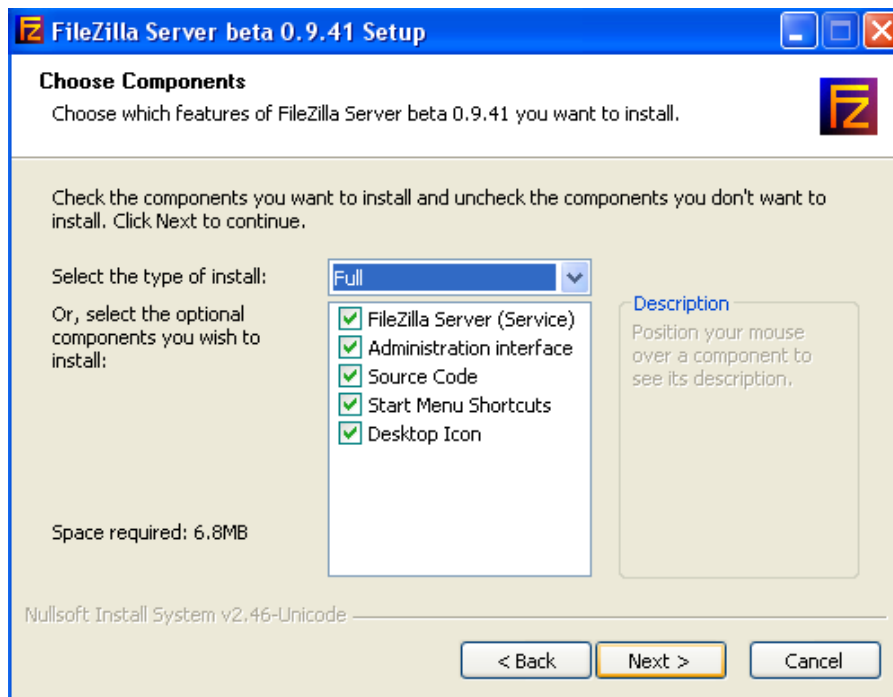 FileZilla Server beta 0.9.41 Setup
Choose Components
Choose which features of FileZilla Server beta 0.9.41 you want to install.
FZ
Check the components you want to install and uncheck the components you don't want to
install. Click Next to continue.
Select the type of install:
Full
Or, select the optional
components you wish to
install:
FileZilla Server (Service)
Administration interface
Source Code
Start Menu Shortcuts
Desktop Icon
Description
Position your mouse
over a component to
see its description.
Space required: 6.8MB
Nullsoft Install System v2.46-Unicode
< Back
Next >
Cancel